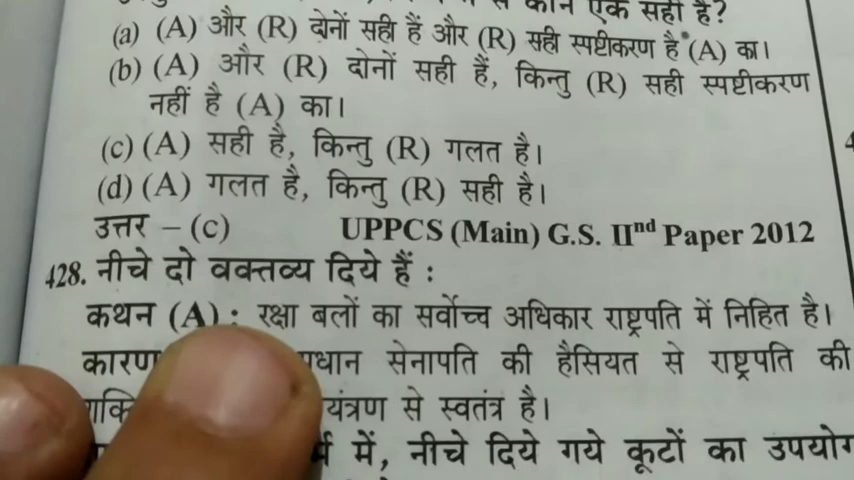 कौन एक सही है?
(a) (A) और (R) दोनों सही हैं और (R) सही स्पष्टीकरण है (A) का।
(b) (A) और (R) दोनों सही हैं, किन्तु (R) सही स्पष्टीकरण
नहीं है (A) का।
(c) (A) सही है, किन्तु (R) गलत है।
(d) (A) गलत है, किन्तु (R) सही है।
उत्तर – (c) UPPCS (Main) G.S. IInd Paper 2012
428. नीचे दो वक्तव्य दिये हैं :
कथन (A) : रक्षा बलों का सर्वोच्च अधिकार राष्ट्रपति में निहित है।
कारण सेनापति की हैसियत से राष्ट्रपति की
से स्वतंत्र है।
में, नीचे दिये गये कूटों का उपयोग